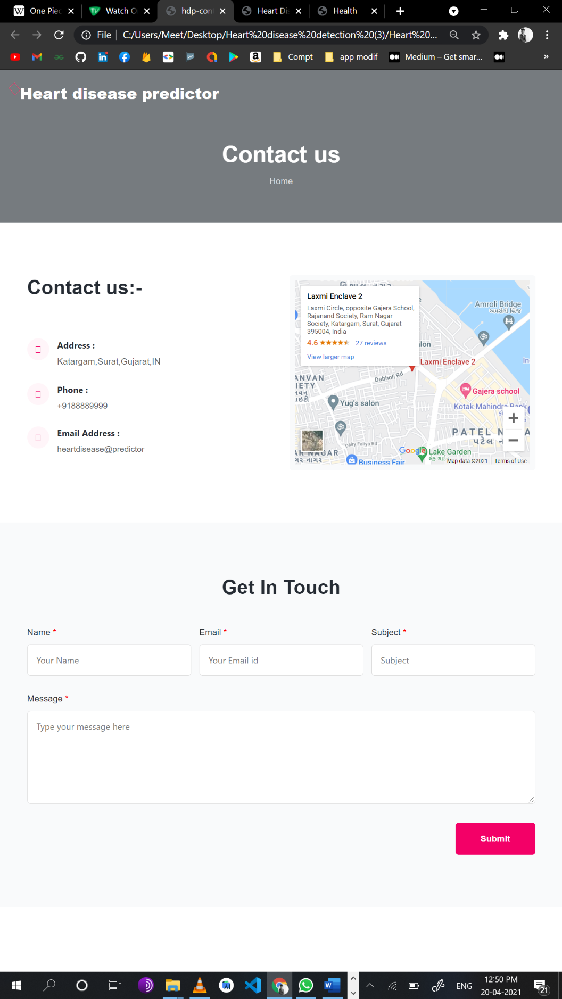 One Piec
Watch O
hdp-con
Heart Dis
Health
File
C:/Users/Meet/Desktop/Heart%20disease%20detection%20(3)/Heart%20...
Compt
app modif
Medium – Get smar...
»
Heart disease predictor
Contact us
Home
Contact us:-
Address :
Katargam,Surat,Gujarat,IN
Phone :
+9188889999
Email Address :
heartdisease@predictor
Laxmi Enclave 2
Laxmi Circle, opposite Gajera School,
Rajanand Society, Ram Nagar
Society, Katargam, Surat, Gujarat
395004, India
4.6
27 reviews
View larger map
Amroli Bridge
અમરોલી બ્રિજ
alon
Laxmi Enclave 2
In
Dabholi Rd
ANVAN
IETY
Gajera school
Yug's salon
Kotak Mahindra Bank
PATEL N A
પટેલ ન
Dairy Faliya Rd
AR NAGAR
ાર નાગર
Google
Lake Garden
લેક ગાર્ડ
Business Fair
Map data ©2021
Terms of Use
Get In Touch
Name *
Email *
Subject *
Your Name
Your Email id
Subject
Message *
Type your message here
Submit
ENG
12:50 PM
20-04-2021
21